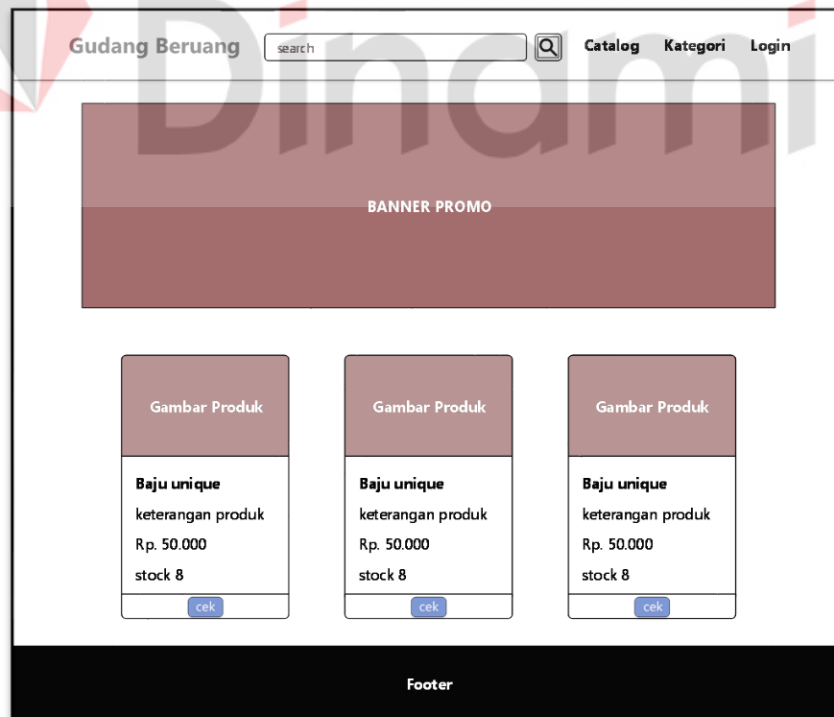 Gudang Beruang search Catalog Kategori Login
Dinami
BANNER PROMO
Gambar Produk Gambar Produk Gambar Produk
Baju unique Baju unique Baju unique
keterangan produk keterangan produk keterangan produk
Rp. 50.000 Rp. 50.000 Rp. 50.000
stock 8 stock 8 stock 8
cek cek cek
Footer